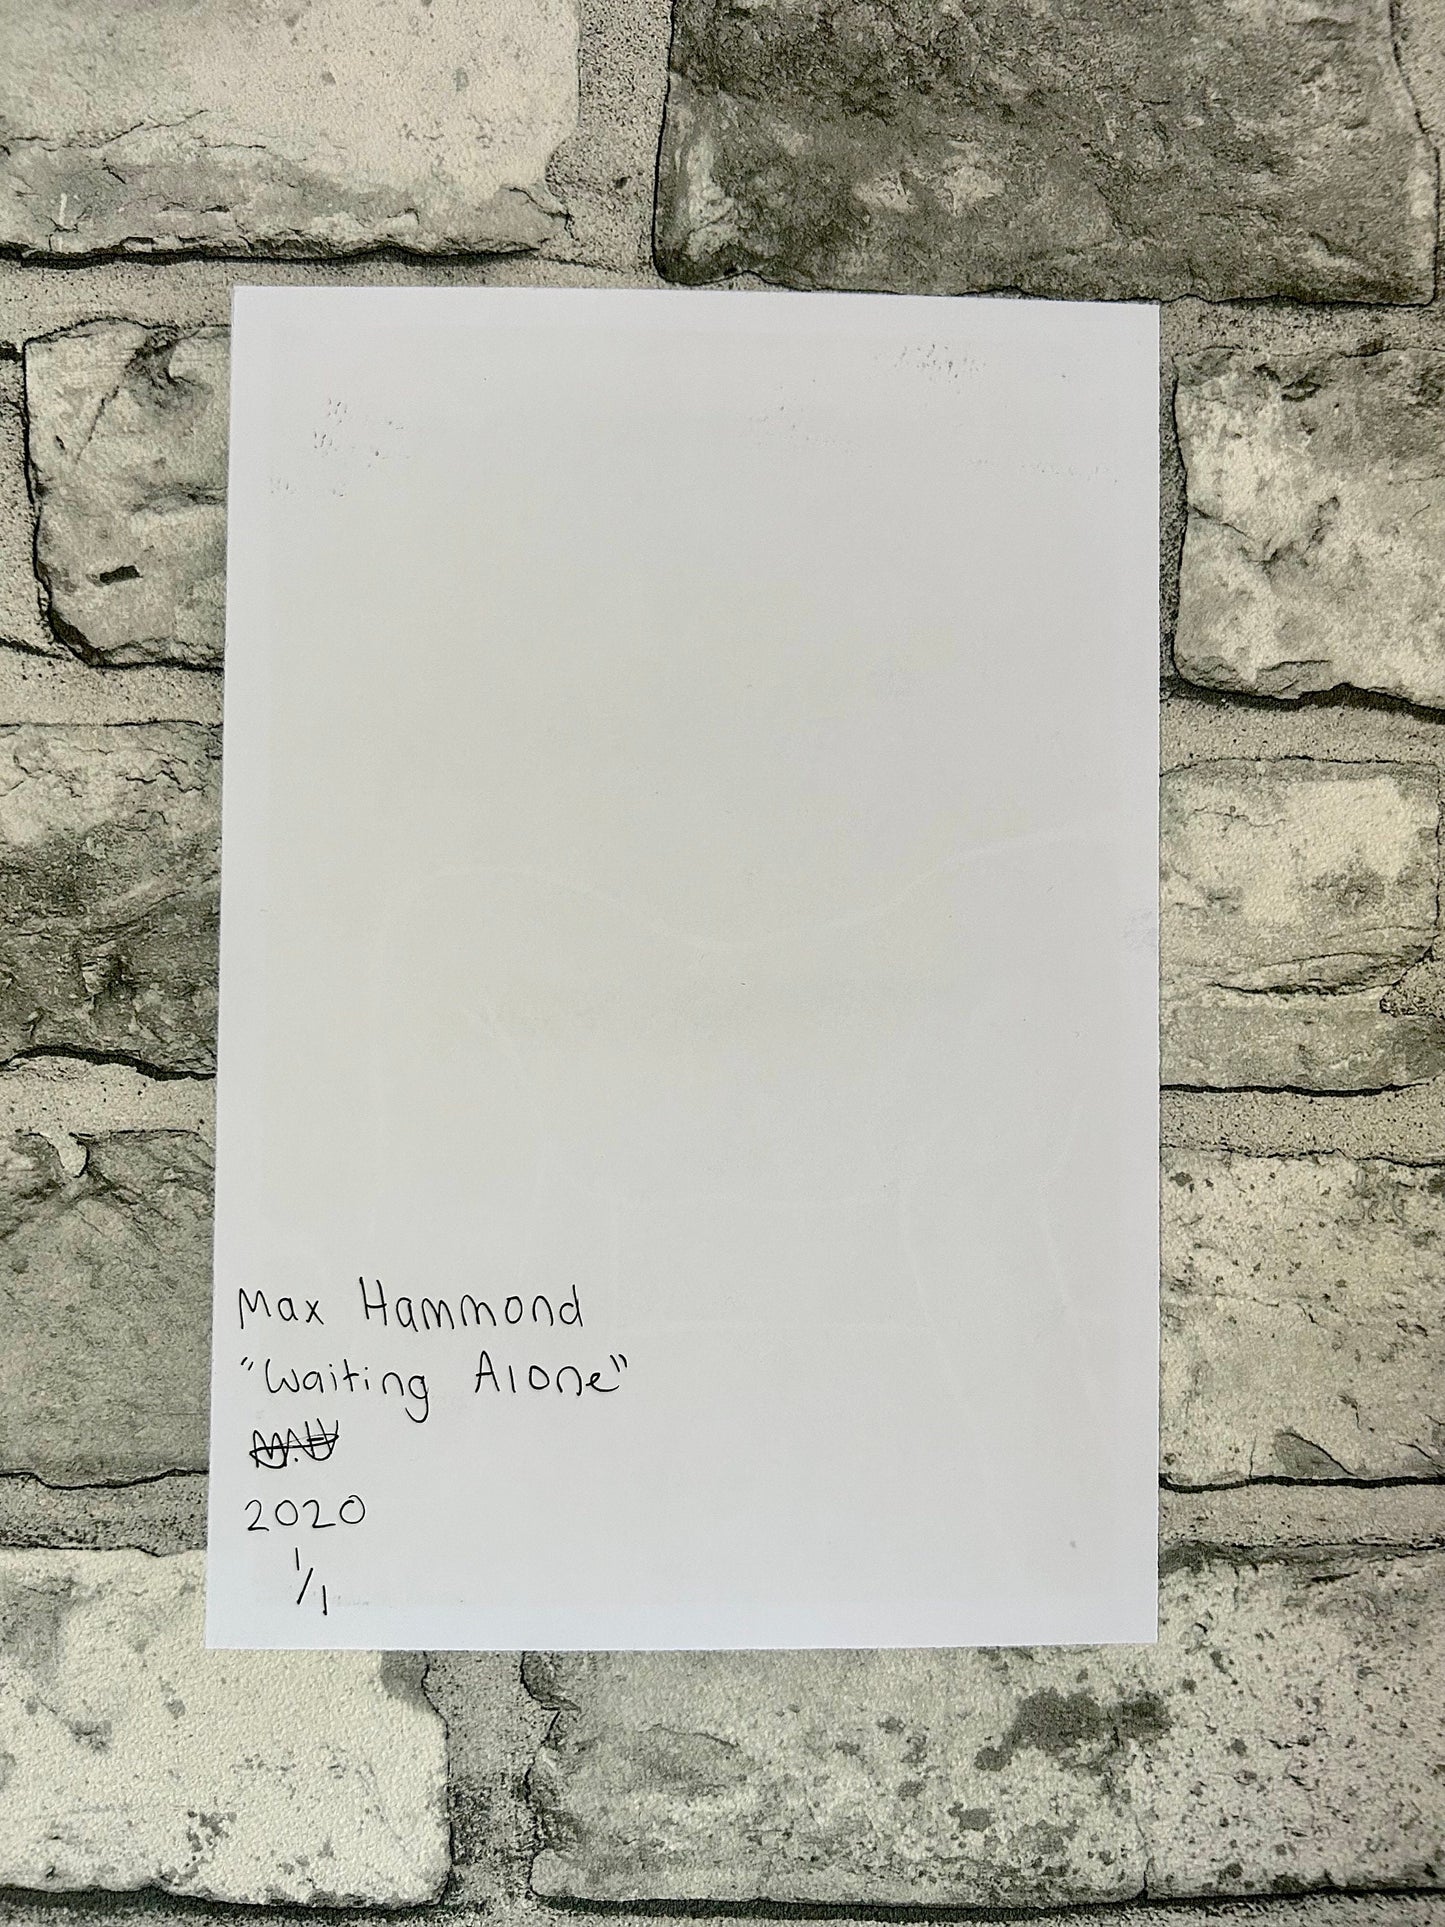 Max Hammond
"Waiting Alone"
2020
1/1